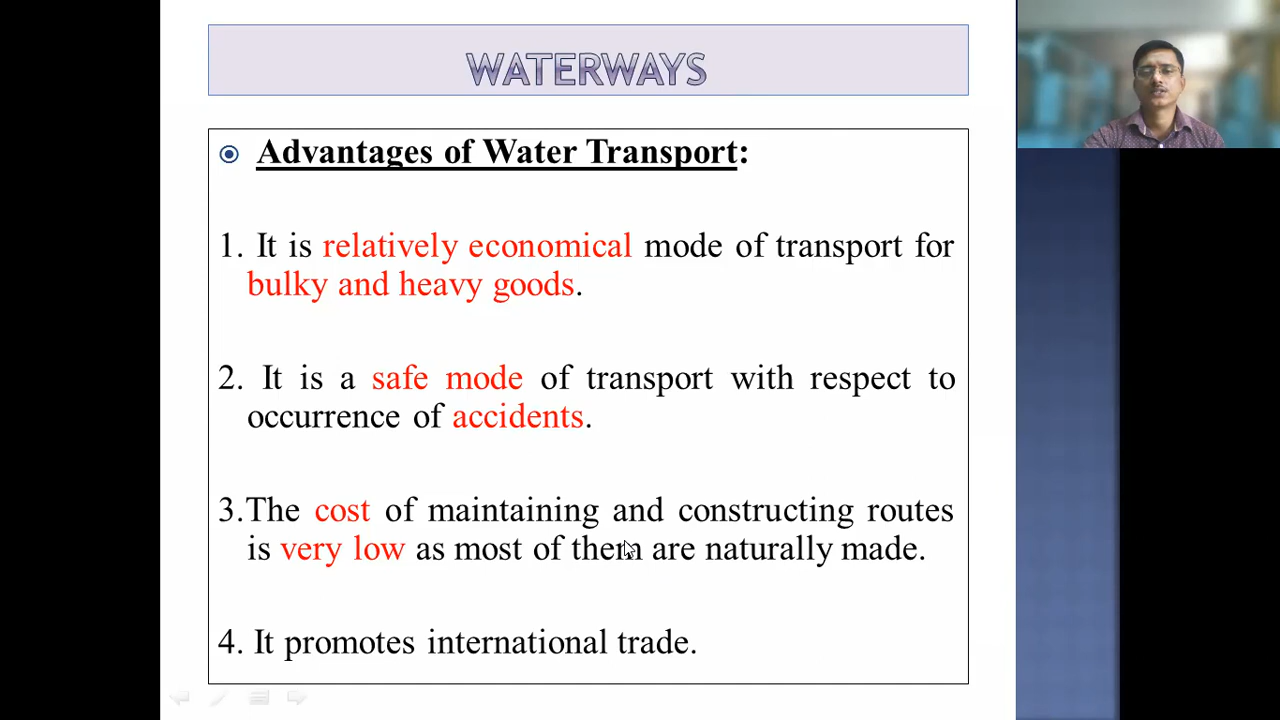 WATERWAYS
Advantages of Water Transport:
1. It is relatively economical mode of transport for
bulky and heavy goods.
2. It is a safe mode of transport with respect to
occurrence of accidents.
3.The cost of maintaining and constructing routes
is very low as most of them are naturally made.
4. It promotes international trade.